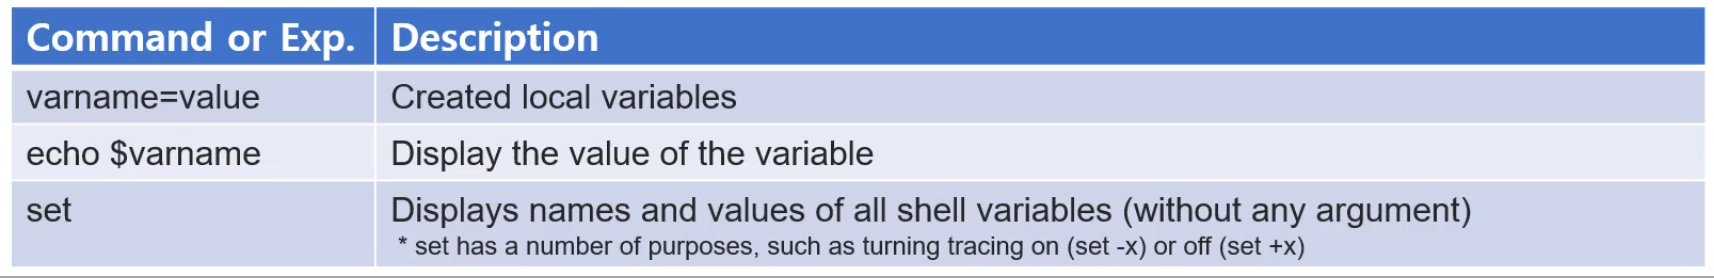 Command or Exp. Description
varname=value Created local variables
echo $varname Display the value of the variable
set Displays names and values of all shell variables (without any argument)
* set has a number of purposes, such as turning tracing on (set -x) or off (set +x)